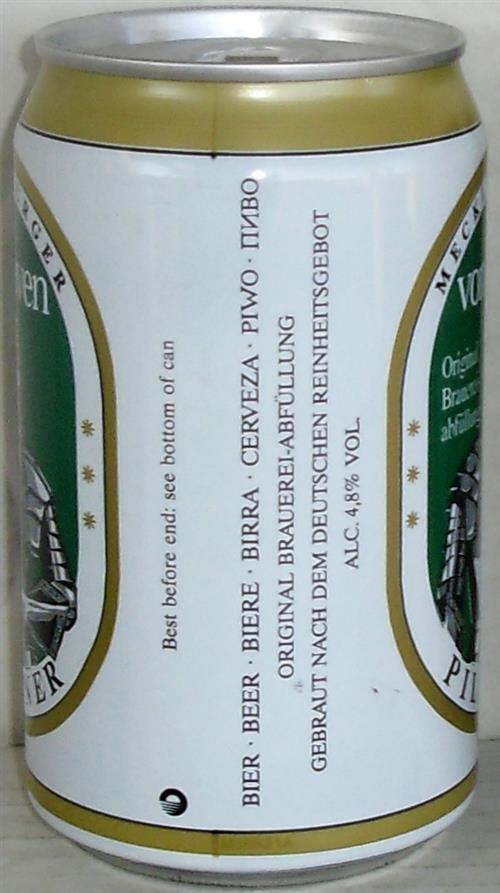 Best before end: see bottom of can
BIER · BEER · BIERE · BIRRA · CERVEZA · PIWO · ПИВО
ORIGINAL BRAUEREI-ABFÜLLUNG
GEBRAUT NACH DEM DEUTSCHEN REINHEITSGEBOT
ALC. 4,8% VOL.
Original